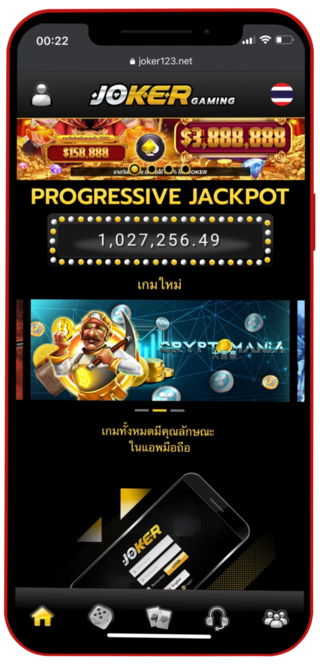 00:22
joker123.net
JOKER GAMING
$3,888,888
$158,888
PROGRESSIVE JACKPOT
1,027,256.49
เกมใหม่
CRYPTOMANIA
เกมทั้งหมดมีคุณลักษณะ
ในแอพมือถือ
JOKER